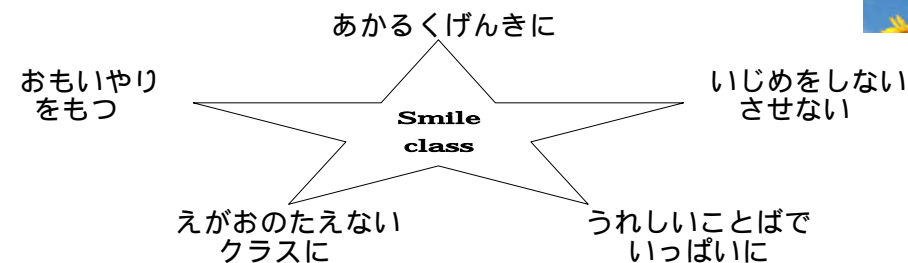 あかるくげんきに
おもいやり
をもつ
いじめをしない
させない
Smile
class
えがおのたえない
クラスに
うれしいことばで
いっぱいに